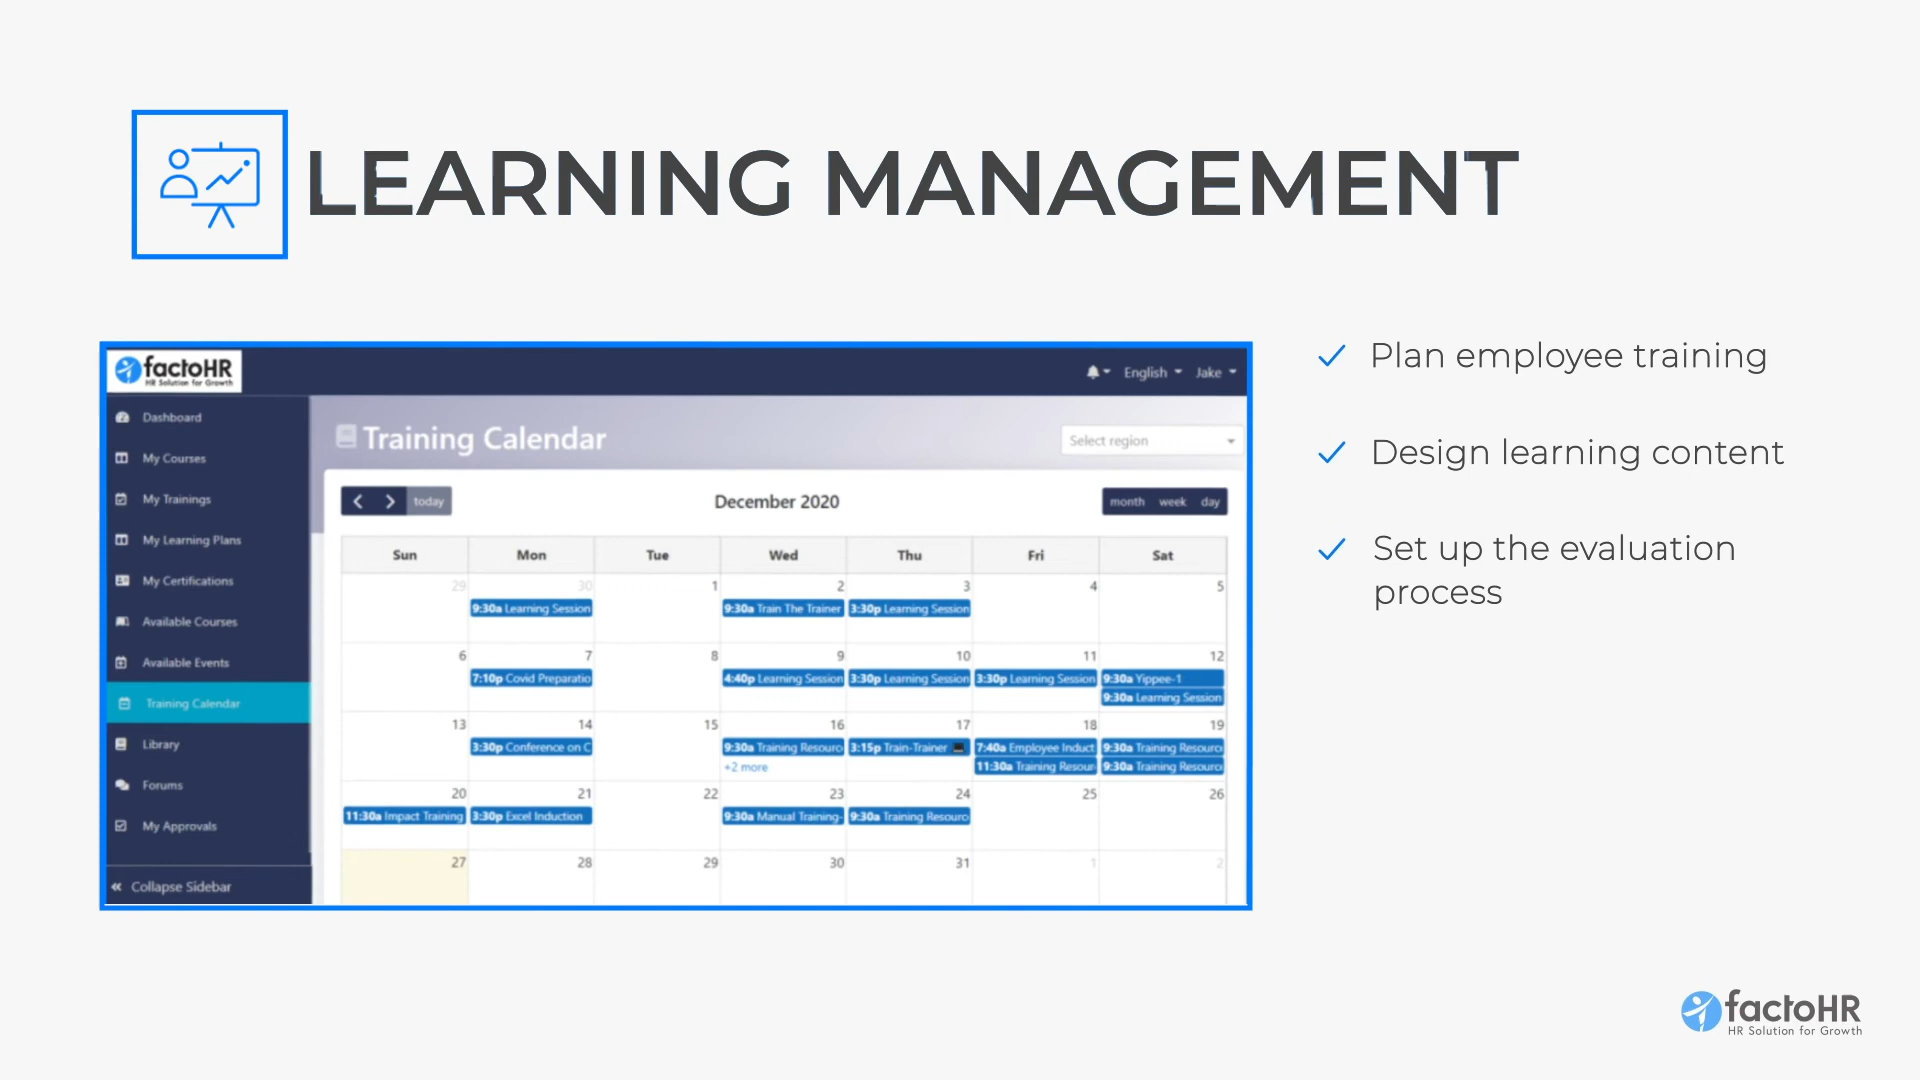 LEARNING MANAGEMENT
factoHR
HR Solution for Growth
English
Jake
Dashboard
My Courses
My Trainings
My Learning Plans
My Certifications
Available Courses
Available Events
Training Calendar
Library
Forums
My Approvals
Collapse Sidebar
Training Calendar
Select region
today
December 2020
month week day
Sun Mon Tue Wed Thu Fri Sat
29 30 1 2 3 4 5
9:30a Learning Session 9:30a Train The Trainer 3:30p Learning Session
6 7 8 9 10 11 12
7:10p Covid Preparatio 4:40p Learning Session 3:30p Learning Session 3:30p Learning Session 9:30a Yippee-1
9:30a Learning Session
13 14 15 16 17 18 19
3:30p Conference on C 9:30a Training Resourc 3:15p Train-Trainer 7:40a Employee Induct 9:30a Training Resourc
+2 more 11:30a Training Resour 9:30a Training Resourc
20 21 22 23 24 25 26
11:30a Impact Training 3:30p Excel Induction 9:30a Manual Training- 9:30a Training Resourc
27 28 29 30 31 1 2
Plan employee training
Design learning content
Set up the evaluation
process
factoHR
HR Solution for Growth